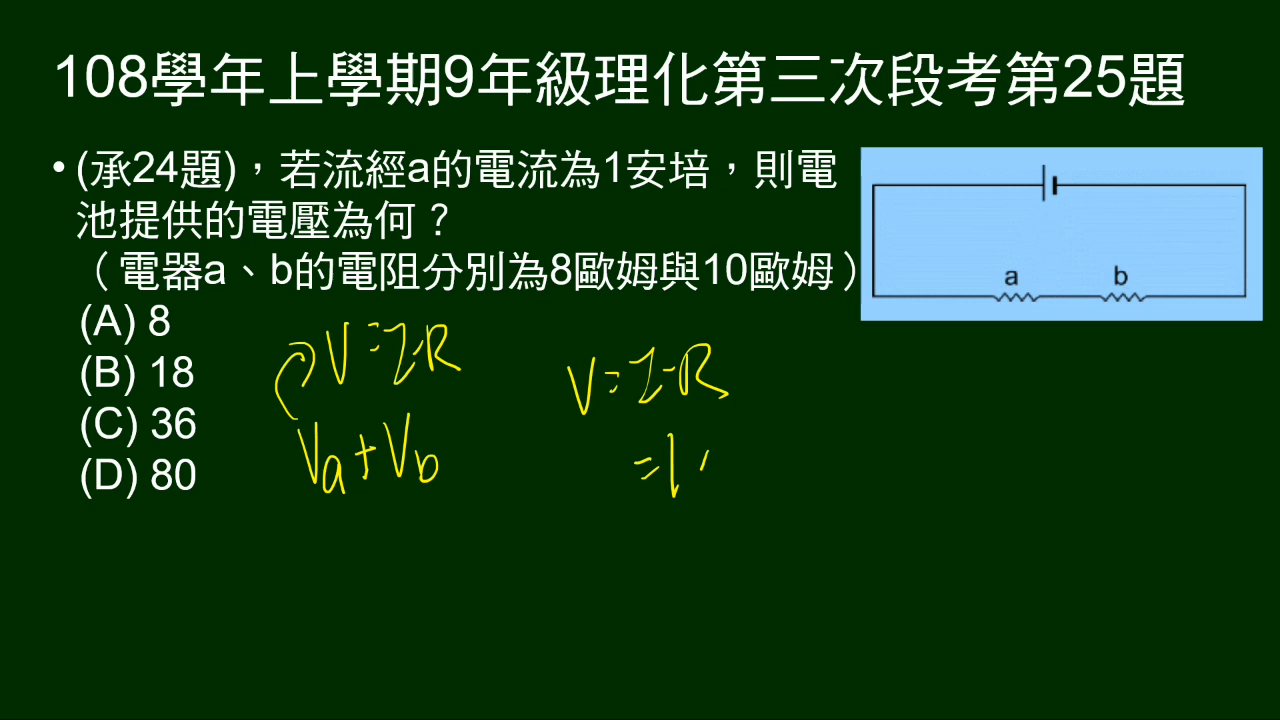 108學年上學期9年級理化第三次段考第25題
• (承24題)，若流經a的電流為1安培，則電
池提供的電壓為何？
（電器a、b的電阻分別為8歐姆與10歐姆）
(A) 8
(B) 18
(C) 36
(D) 80
a
b
V=I·R
Va+Vb
V=I·R
=1